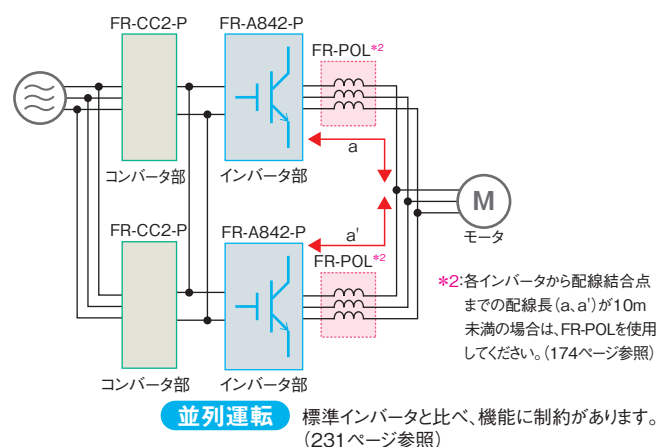 FR-CC2-P
FR-A842-P
FR-POL*2
a
コンバータ部
インバータ部
FR-CC2-P
FR-A842-P
a'
FR-POL*2
M
モータ
*2:各インバータから配線結合点
までの配線長(a、a')が10m
未満の場合は、FR-POLを使用
してください。(174ページ参照)
コンバータ部
インバータ部
並列運転
標準インバータと比べ、機能に制約があります。
(231ページ参照)